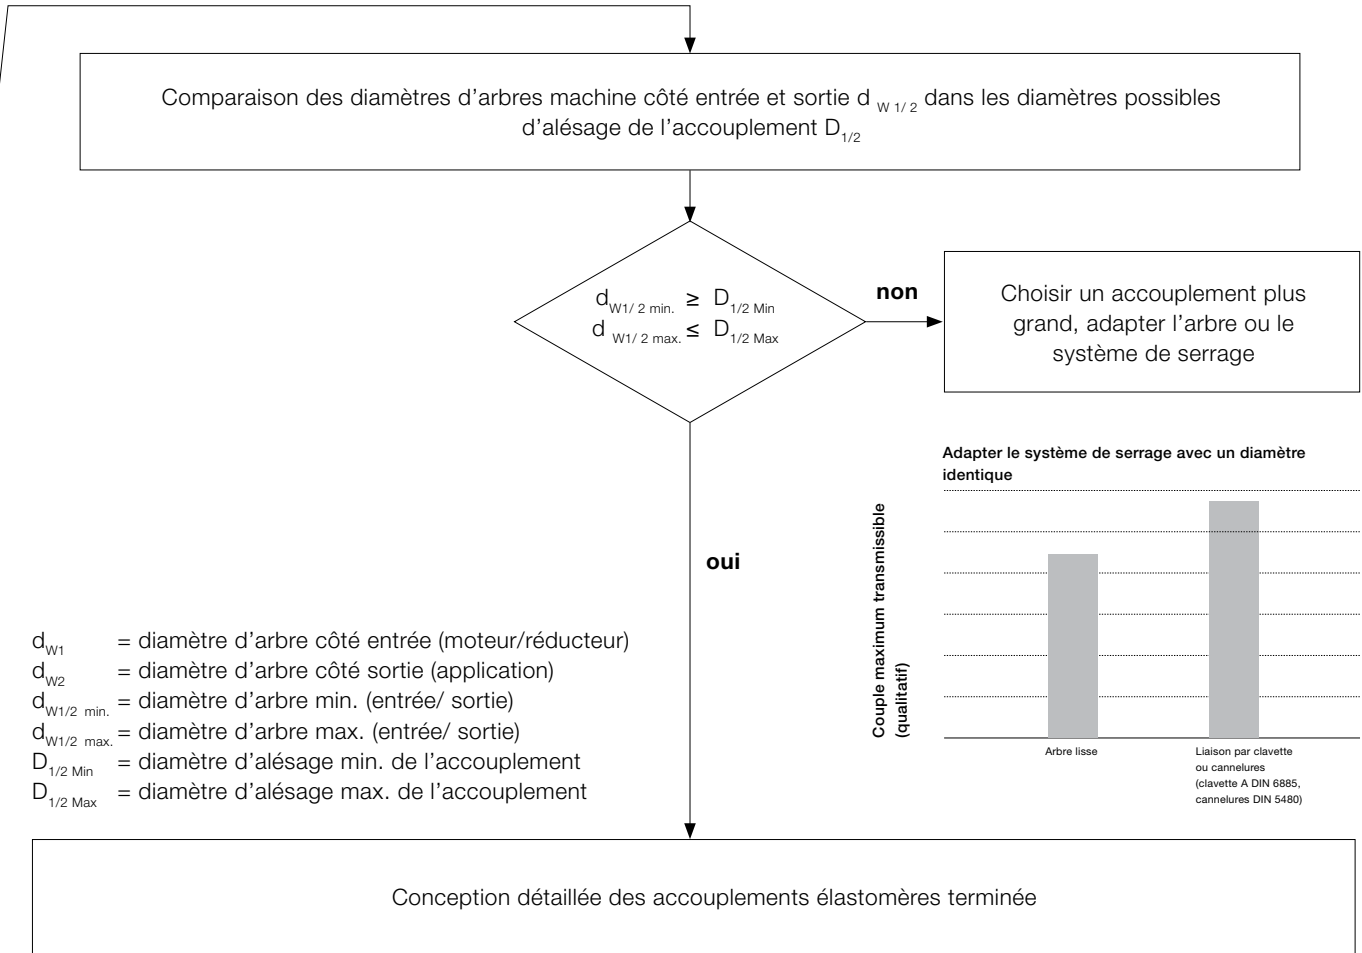 Comparaison des diamètres d'arbres machine côté entrée et sortie d W 1/ 2 dans les diamètres possibles
d'alésage de l'accouplement D1/2
dW1/ 2 min. ≥ D1/2 Min
d W1/ 2 max. ≤ D1/2 Max
non
Choisir un accouplement plus
grand, adapter l'arbre ou le
système de serrage
oui
Adapter le système de serrage avec un diamètre
identique
Couple maximum transmissible
(qualitatif)
Arbre lisse
Liaison par clavette
ou cannelures
(clavette A DIN 6885,
cannelures DIN 5480)
dW1 = diamètre d'arbre côté entrée (moteur/réducteur)
dW2 = diamètre d'arbre côté sortie (application)
dW1/2 min. = diamètre d'arbre min. (entrée/ sortie)
dW1/2 max. = diamètre d'arbre max. (entrée/ sortie)
D1/2 Min = diamètre d'alésage min. de l'accouplement
D1/2 Max = diamètre d'alésage max. de l'accouplement
Conception détaillée des accouplements élastomères terminée